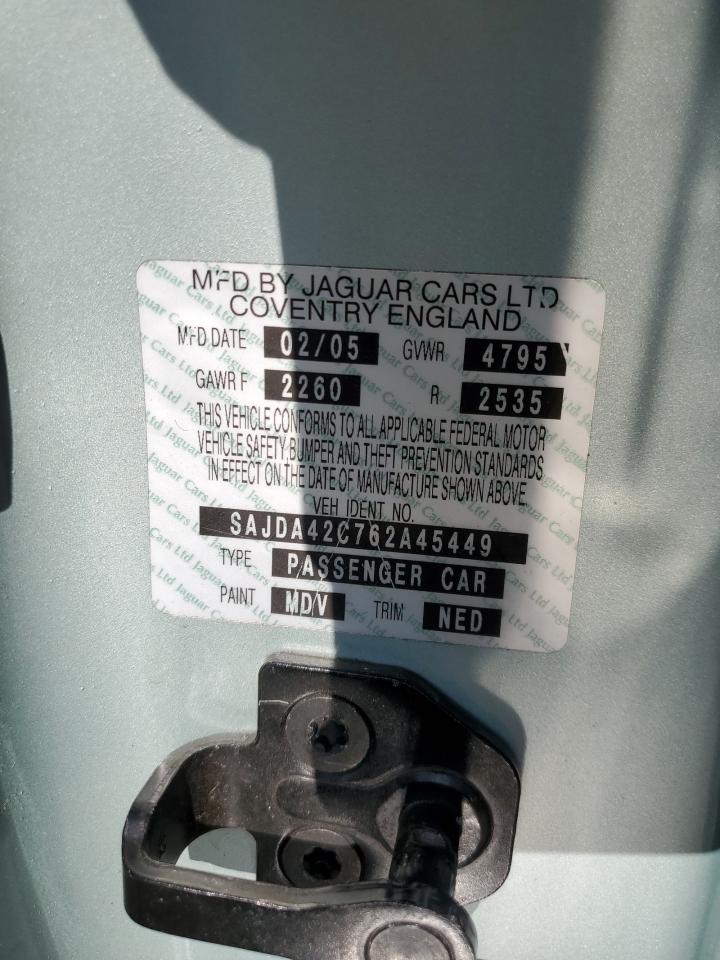 MFD BY JAGUAR CARS LTD
COVENTRY ENGLAND
MFD DATE 02/05 GVWR 4795
GAWR F 2260 R 2535
THIS VEHICLE CONFORMS TO ALL APPLICABLE FEDERAL MOTOR
VEHICLE SAFETY, BUMPER AND THEFT PREVENTION STANDARDS
IN EFFECT ON THE DATE OF MANUFACTURE SHOWN ABOVE.
VEH IDENT. NO.
SAJDA42C762A45449
TYPE PASSENGER CAR
PAINT MDV TRIM NED